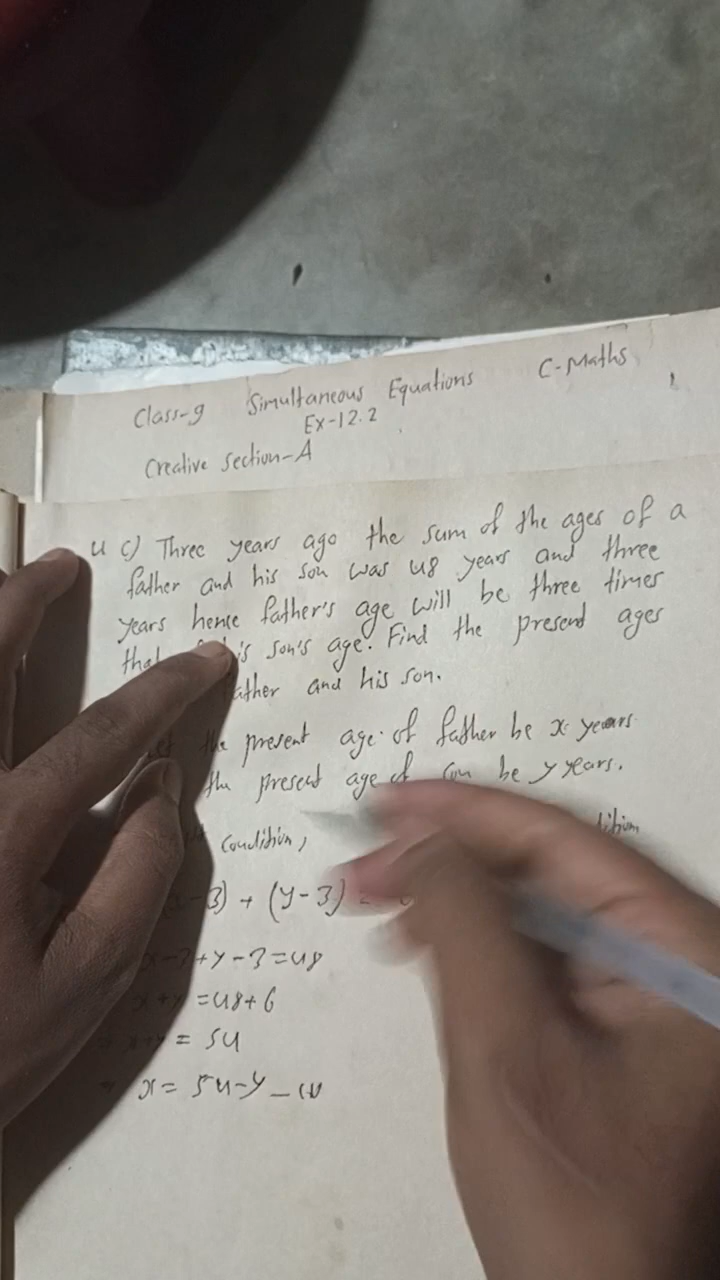 C-Maths
Class-9 Simultaneous Equations
Ex-12.2
Creative Section-A
4 c) Three years ago the sum of the ages of a
father and his son was 48 years and three
years hence father's age will be three times
that his son's age. Find the present ages
father and his son.
the present age of father be x years
the present age of son be y years.
condition,
3) + (y-3) =
x-3+y-3=48
x+y =48+6
x+y = 54
x= 54-y